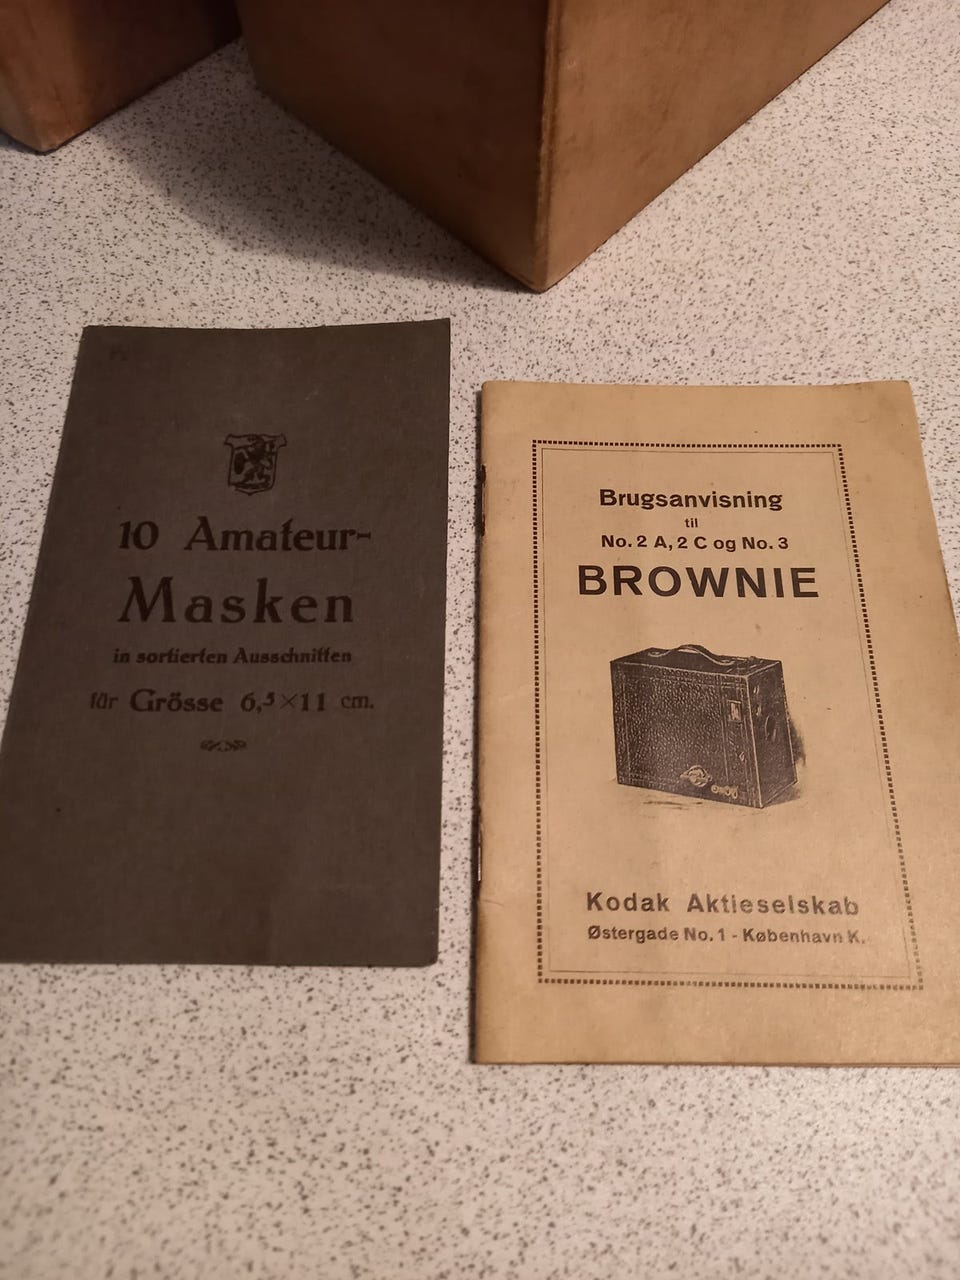 10 Amateur-
Masken
in sortierten Ausschnitten
für Grösse 6,5×11 cm.
Brugsanvisning
til
No. 2 A, 2 C og No. 3
BROWNIE
Kodak Aktieselskab
Østergade No. 1 - København K.